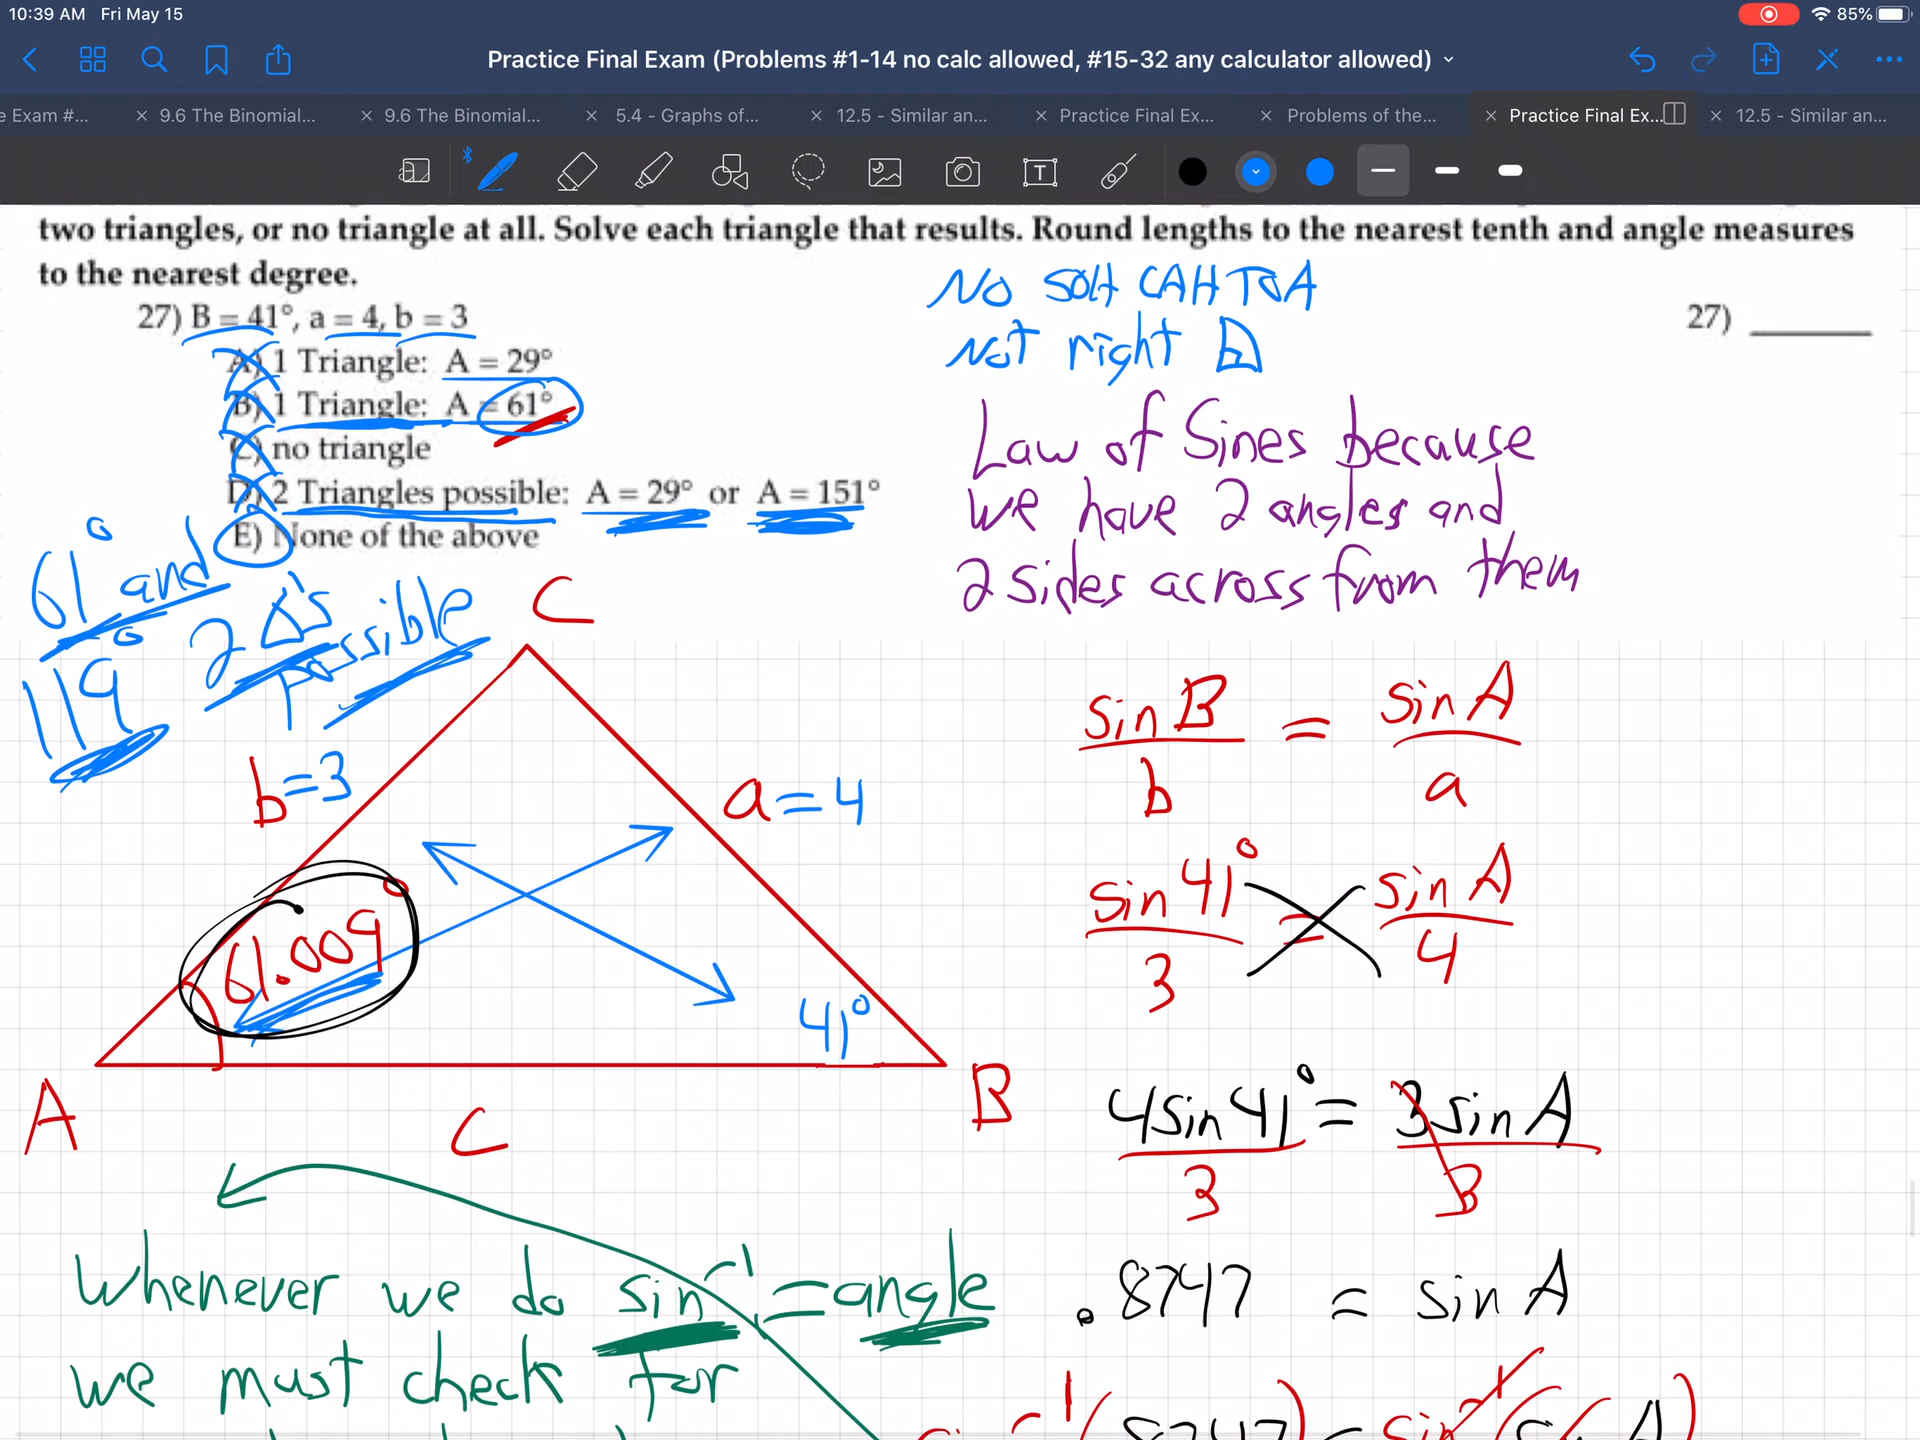 10:39 AM Fri May 15
85%
Practice Final Exam (Problems #1-14 no calc allowed, #15-32 any calculator allowed)
e Exam #...
9.6 The Binomial...
9.6 The Binomial...
5.4 - Graphs of...
12.5 - Similar an...
Practice Final Ex...
Problems of the...
Practice Final Ex...
12.5 - Similar an...
two triangles, or no triangle at all. Solve each triangle that results. Round lengths to the nearest tenth and angle measures
to the nearest degree.
27) B = 41°, a = 4, b = 3
27)
A) 1 Triangle: A = 29°
B) 1 Triangle: A = 61°
C) no triangle
D) 2 Triangles possible: A = 29° or A = 151°
E) None of the above
No SOH CAH TOA
Not right
Law of Sines because
we have 2 angles and
2 sides across from them
61° and
119°
2 Δ's
possible
C
b=3
a=4
61.009°
41°
A
B
C
sin B / b = sin A / a
sin 41° / 3 = sin A / 4
4 sin 41° / 3 = 3 sin A / 3
.8747 = sin A
Whenever we do sin⁻¹ = angle
we must check for